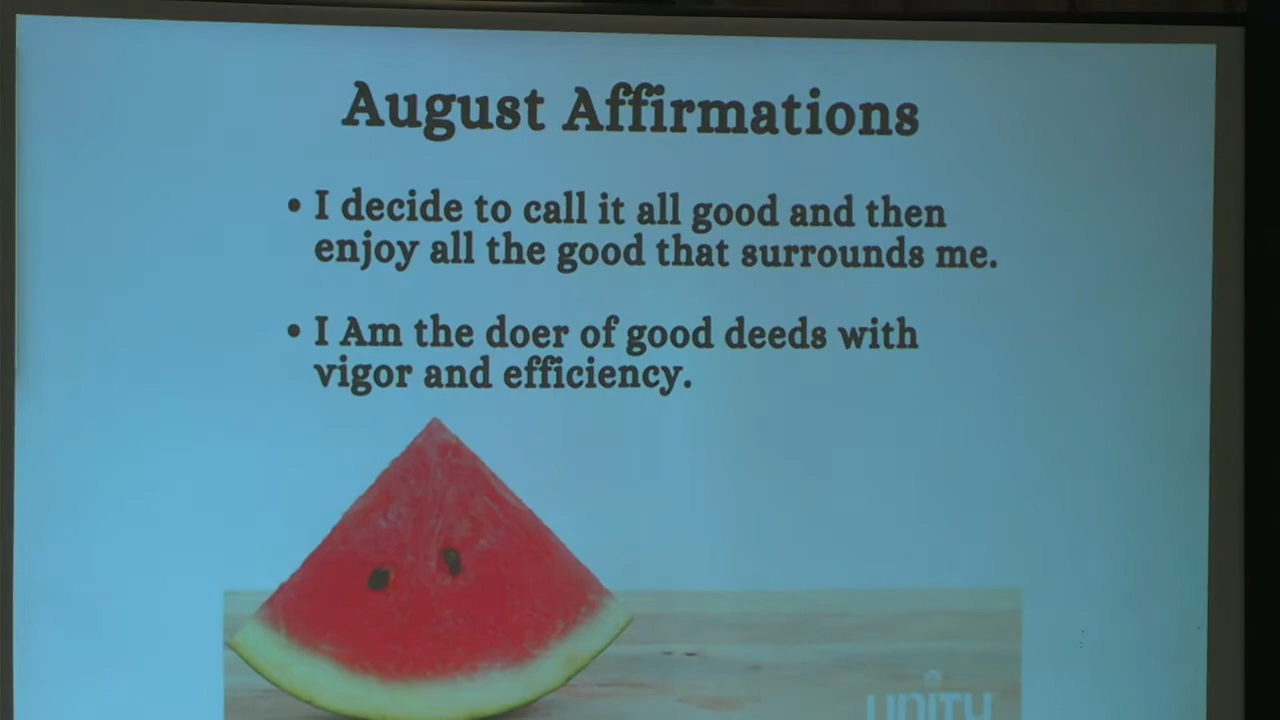 August Affirmations
• I decide to call it all good and then
enjoy all the good that surrounds me.
• I Am the doer of good deeds with
vigor and efficiency.
unity